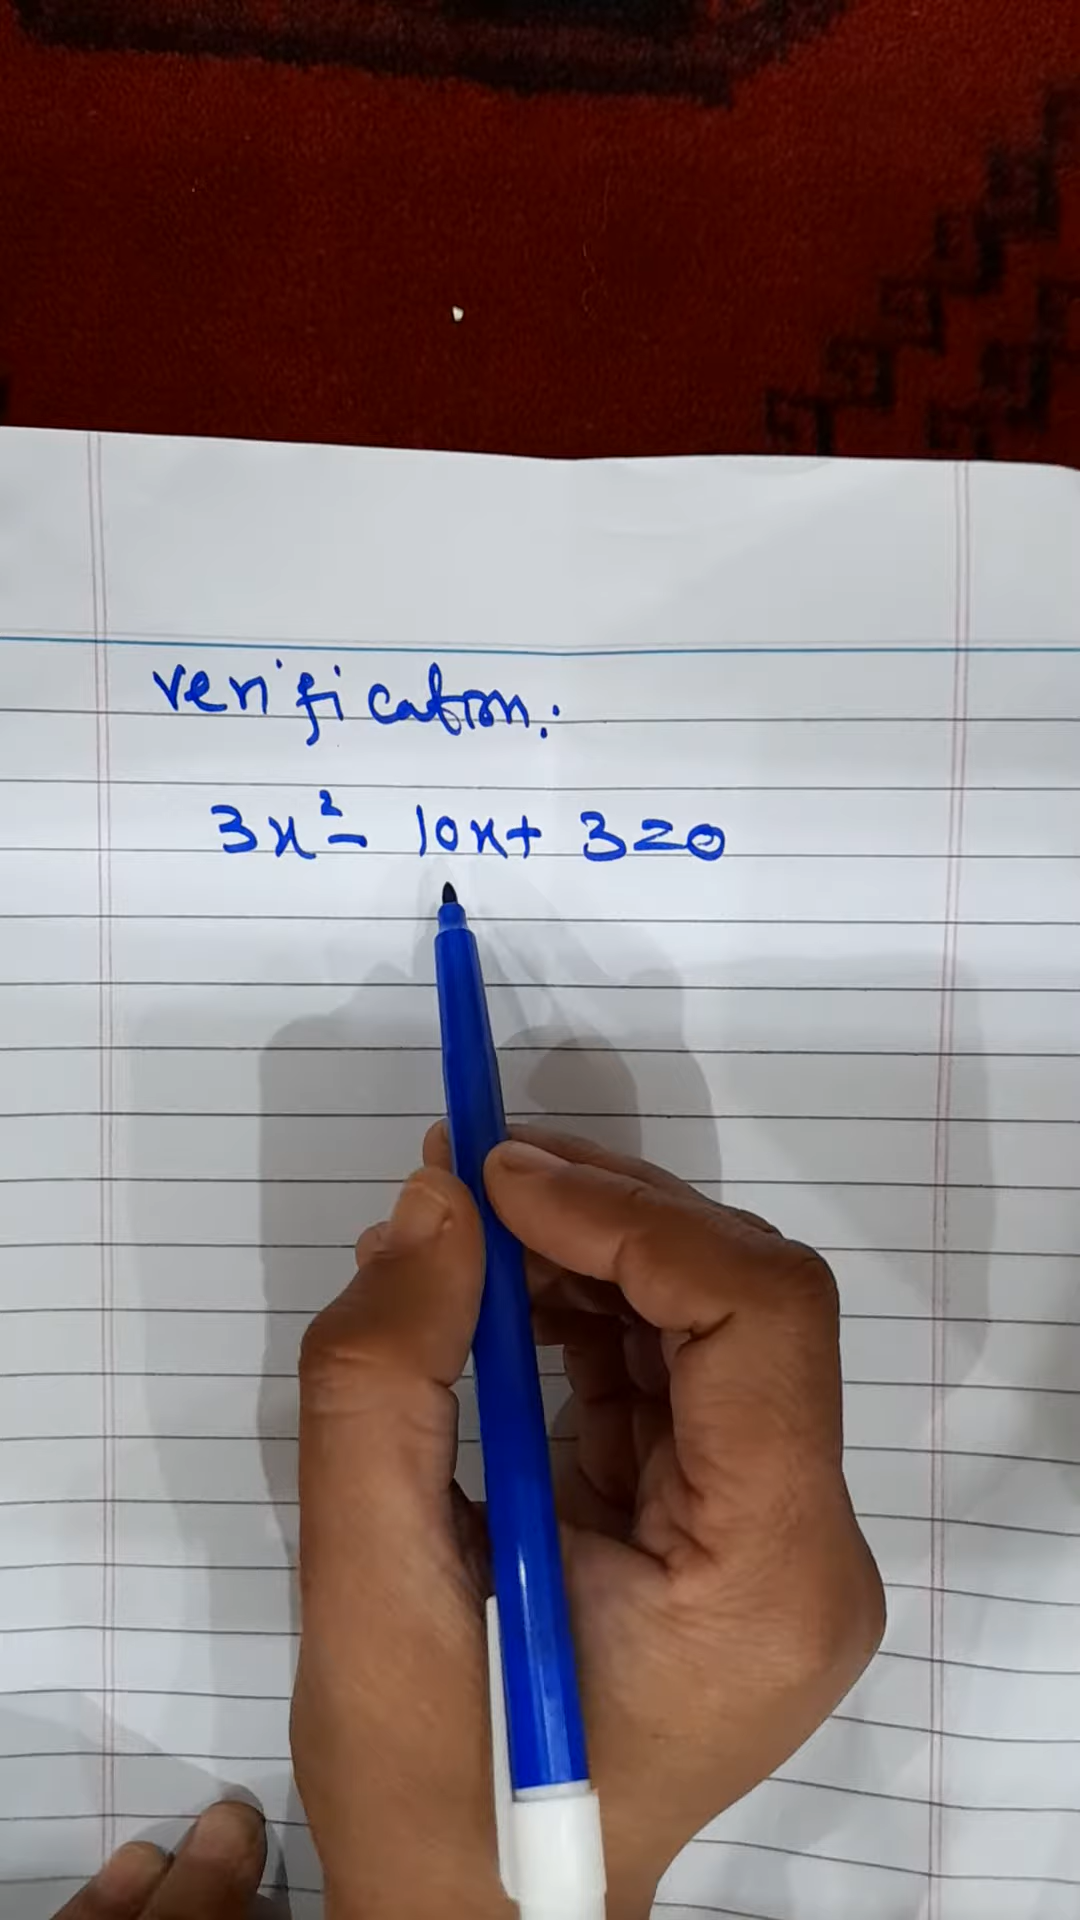 verification:
3x² - 10x + 3 = 0